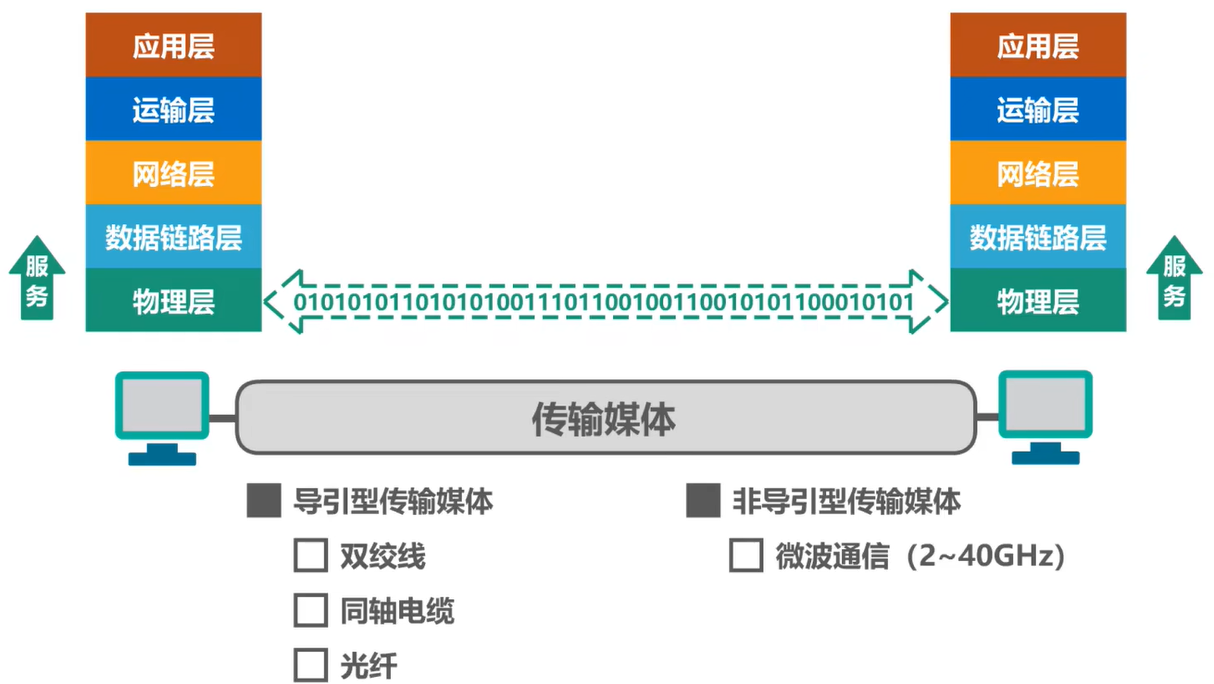 应用层
运输层
网络层
数据链路层
物理层
服务
010101011010101001110110010011001010110001010​1
应用层
运输层
网络层
数据链路层
物理层
服务
传输媒体
导引型传输媒体
双绞线
同轴电缆
光纤
非导引型传输媒体
微波通信（2~40GHz）